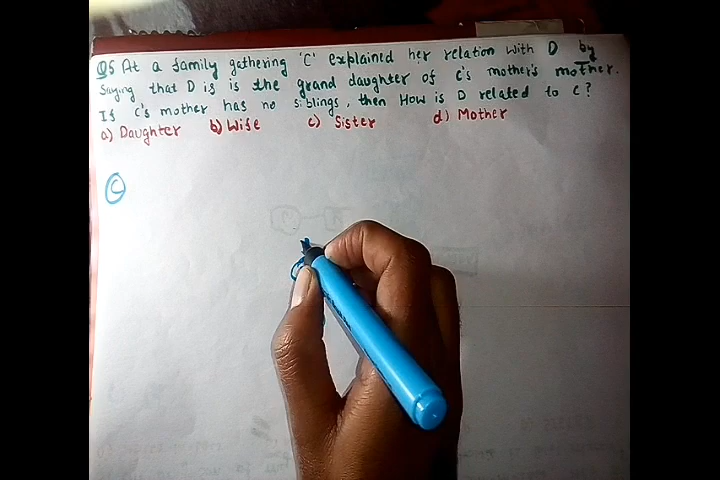 Q5 At a family gathering 'C' explained her relation with D by
saying that D is is the grand daughter of C's mother's mother.
If C's mother has no siblings, then How is D related to C?
a) Daughter b) Wife c) Sister d) Mother
C